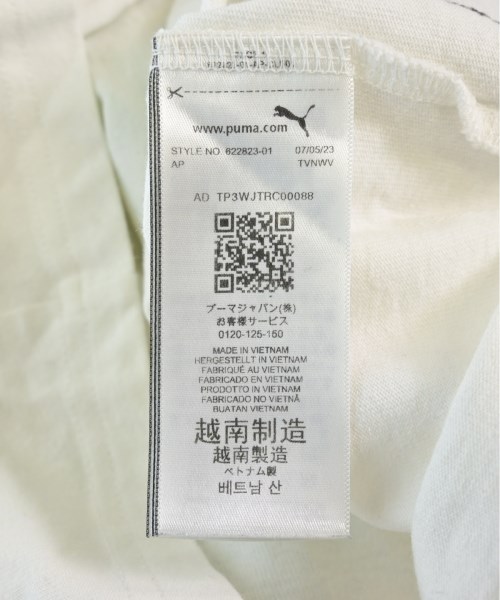 www.puma.com
STYLE NO. 622823-01 07/05/23
AP TVNWV
AD TP3WJTRC00088
プーマジャパン(株)
お客様サービス
0120-125-150
MADE IN VIETNAM
HERGESTELLT IN VIETNAM
FABRIQUÉ AU VIETNAM
FABRICADO EN VIETNAM
PRODOTTO IN VIETNAM
FABRICADO NO VIETNÃ
BUATAN VIETNAM
越南制造
越南製造
ベトナム製
베트남 산